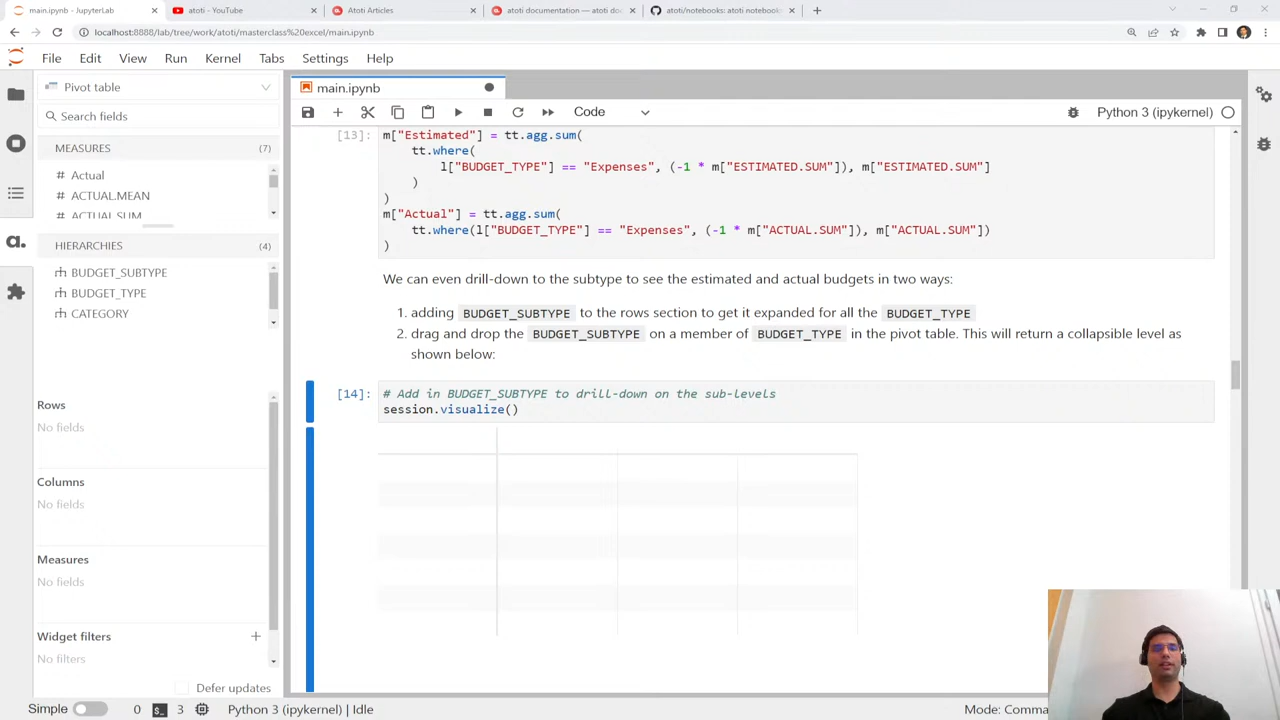 main.ipynb - JupyterLab
atoti - YouTube
Atoti Articles
atoti documentation — atoti do
atoti/notebooks: atoti notebook
localhost:8888/lab/tree/work/atoti/masterclass%20excel/main.ipynb
File Edit View Run Kernel Tabs Settings Help
Pivot table
Search fields
MEASURES (7)
Actual
ACTUAL.MEAN
ACTUAL.SUM
HIERARCHIES (4)
BUDGET_SUBTYPE
BUDGET_TYPE
CATEGORY
Rows
No fields
Columns
No fields
Measures
No fields
Widget filters
No filters
Defer updates
main.ipynb
Code
Python 3 (ipykernel)
[13]: m["Estimated"] = tt.agg.sum(
tt.where(
l["BUDGET_TYPE"] == "Expenses", (-1 * m["ESTIMATED.SUM"]), m["ESTIMATED.SUM"]
)
)
m["Actual"] = tt.agg.sum(
tt.where(l["BUDGET_TYPE"] == "Expenses", (-1 * m["ACTUAL.SUM"]), m["ACTUAL.SUM"])
)
We can even drill-down to the subtype to see the estimated and actual budgets in two ways:
1. adding BUDGET_SUBTYPE to the rows section to get it expanded for all the BUDGET_TYPE
2. drag and drop the BUDGET_SUBTYPE on a member of BUDGET_TYPE in the pivot table. This will return a collapsible level as
shown below:
[14]: # Add in BUDGET_SUBTYPE to drill-down on the sub-levels
session.visualize()
Simple 0 3 Python 3 (ipykernel) | Idle
Mode: Comma